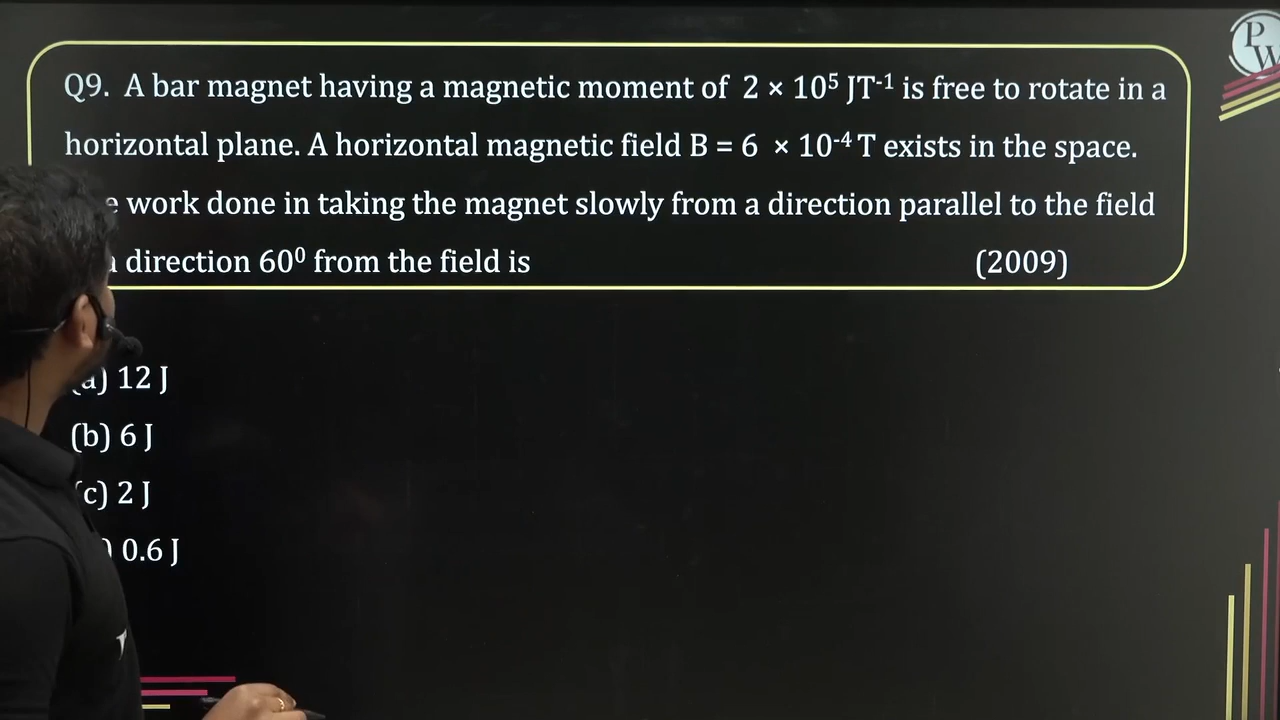 Q9. A bar magnet having a magnetic moment of 2 × 10⁵ JT⁻¹ is free to rotate in a
horizontal plane. A horizontal magnetic field B = 6 × 10⁻⁴ T exists in the space.
work done in taking the magnet slowly from a direction parallel to the field
direction 60⁰ from the field is (2009)
(a) 12 J
(b) 6 J
(c) 2 J
) 0.6 J
PW